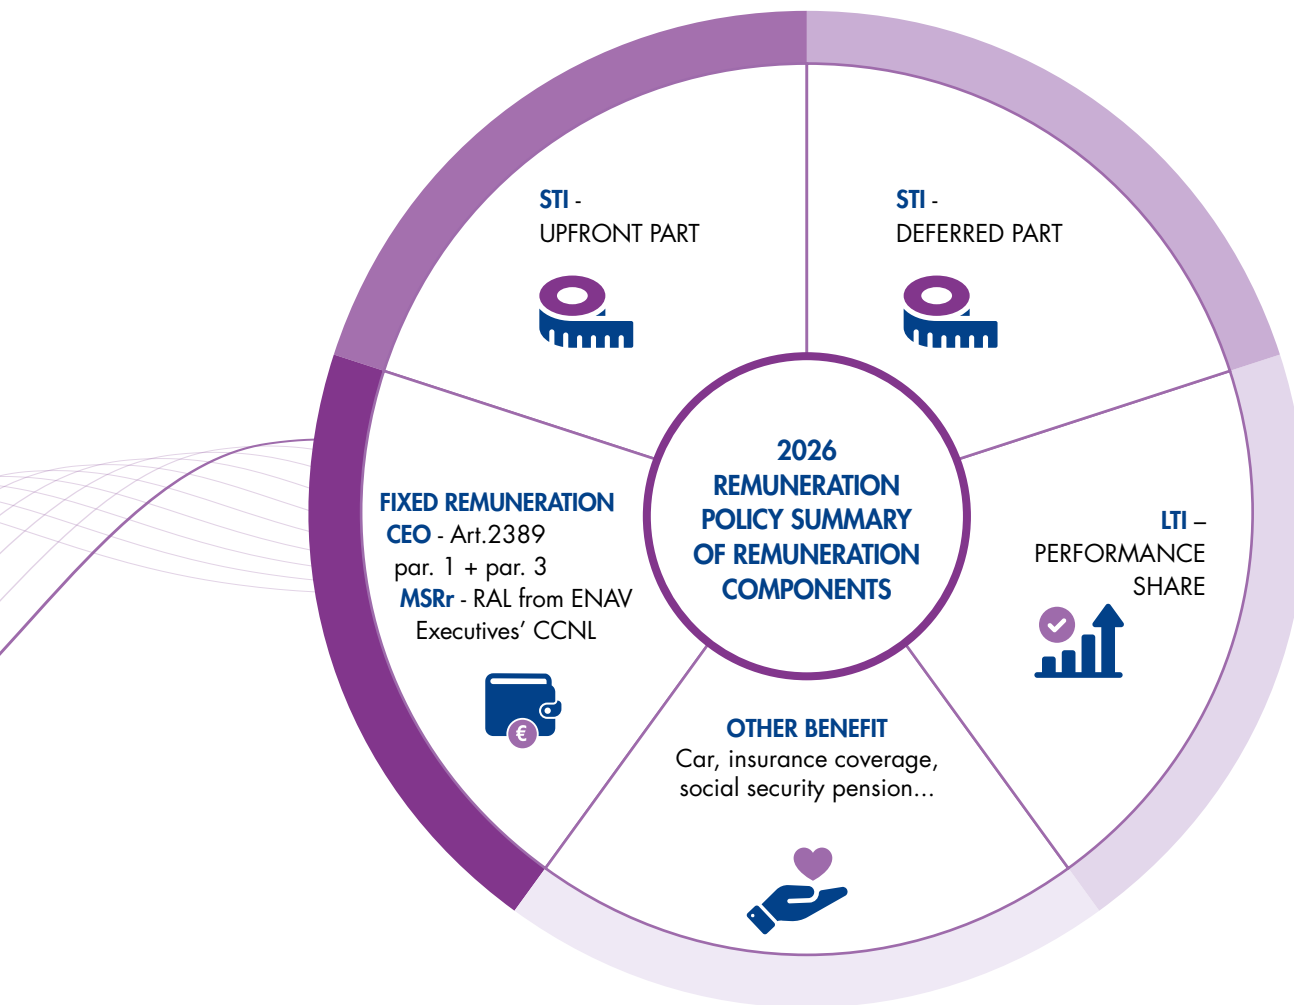 STI -
UPFRONT PART
STI -
DEFERRED PART
2026
REMUNERATION
POLICY SUMMARY
OF REMUNERATION
COMPONENTS
FIXED REMUNERATION
CEO - Art.2389
par. 1 + par. 3
MSRr - RAL from ENAV
Executives’ CCNL
€
LTI –
PERFORMANCE
SHARE
OTHER BENEFIT
Car, insurance coverage,
social security pension...